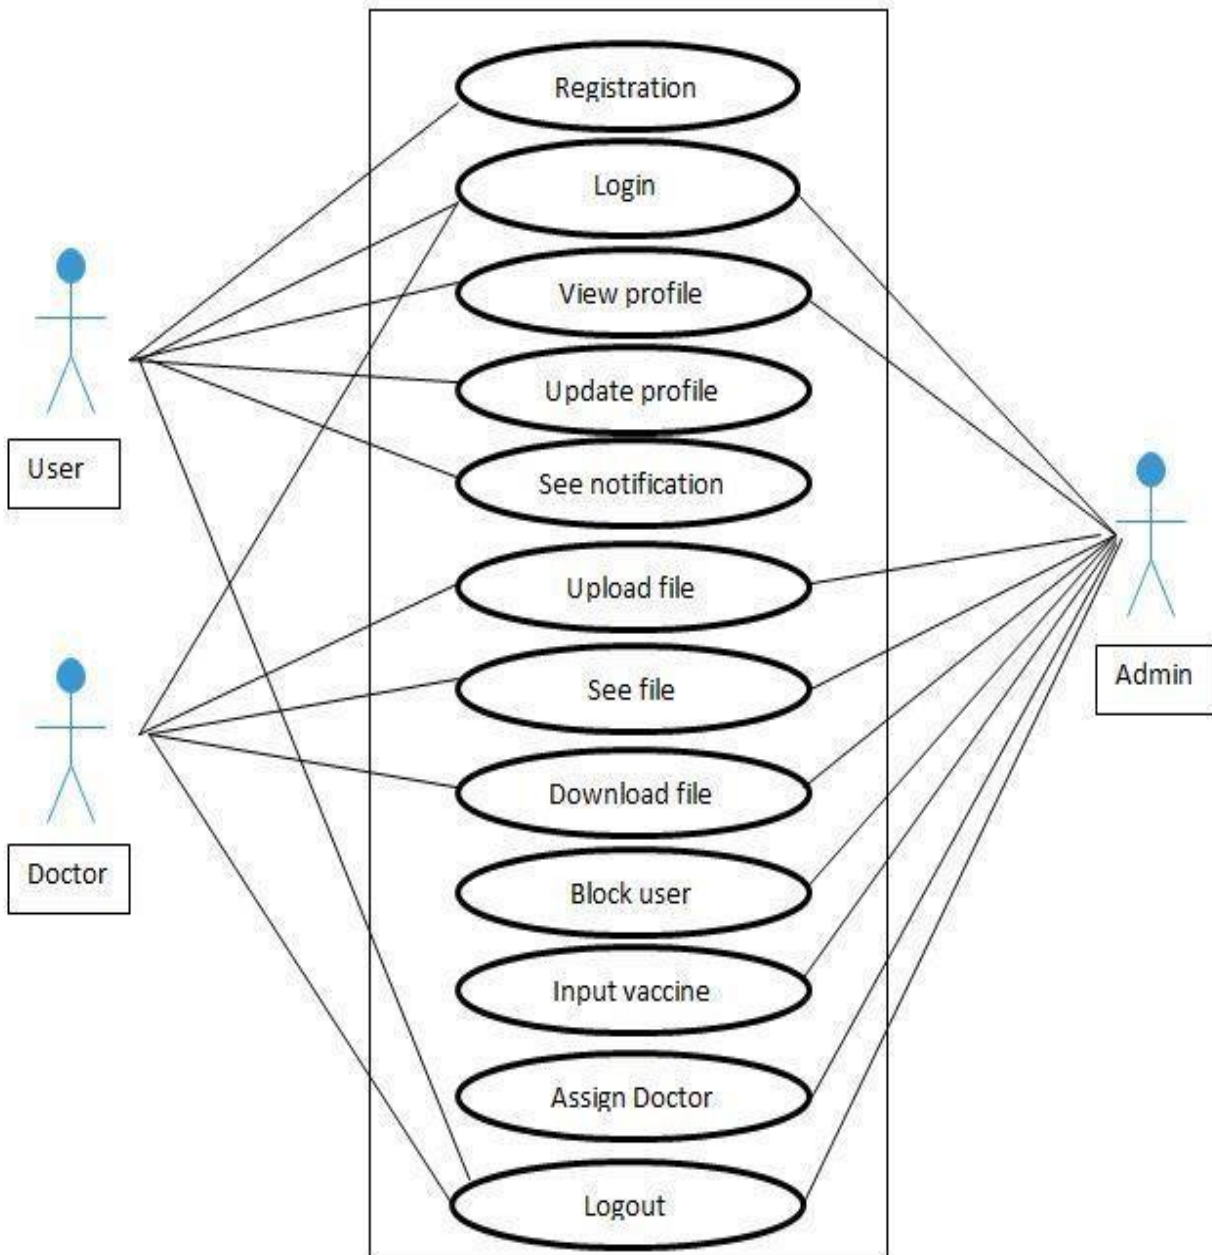 Registration
Login
View profile
Update profile
See notification
Upload file
See file
Download file
Block user
Input vaccine
Assign Doctor
Logout
User
Doctor
Admin